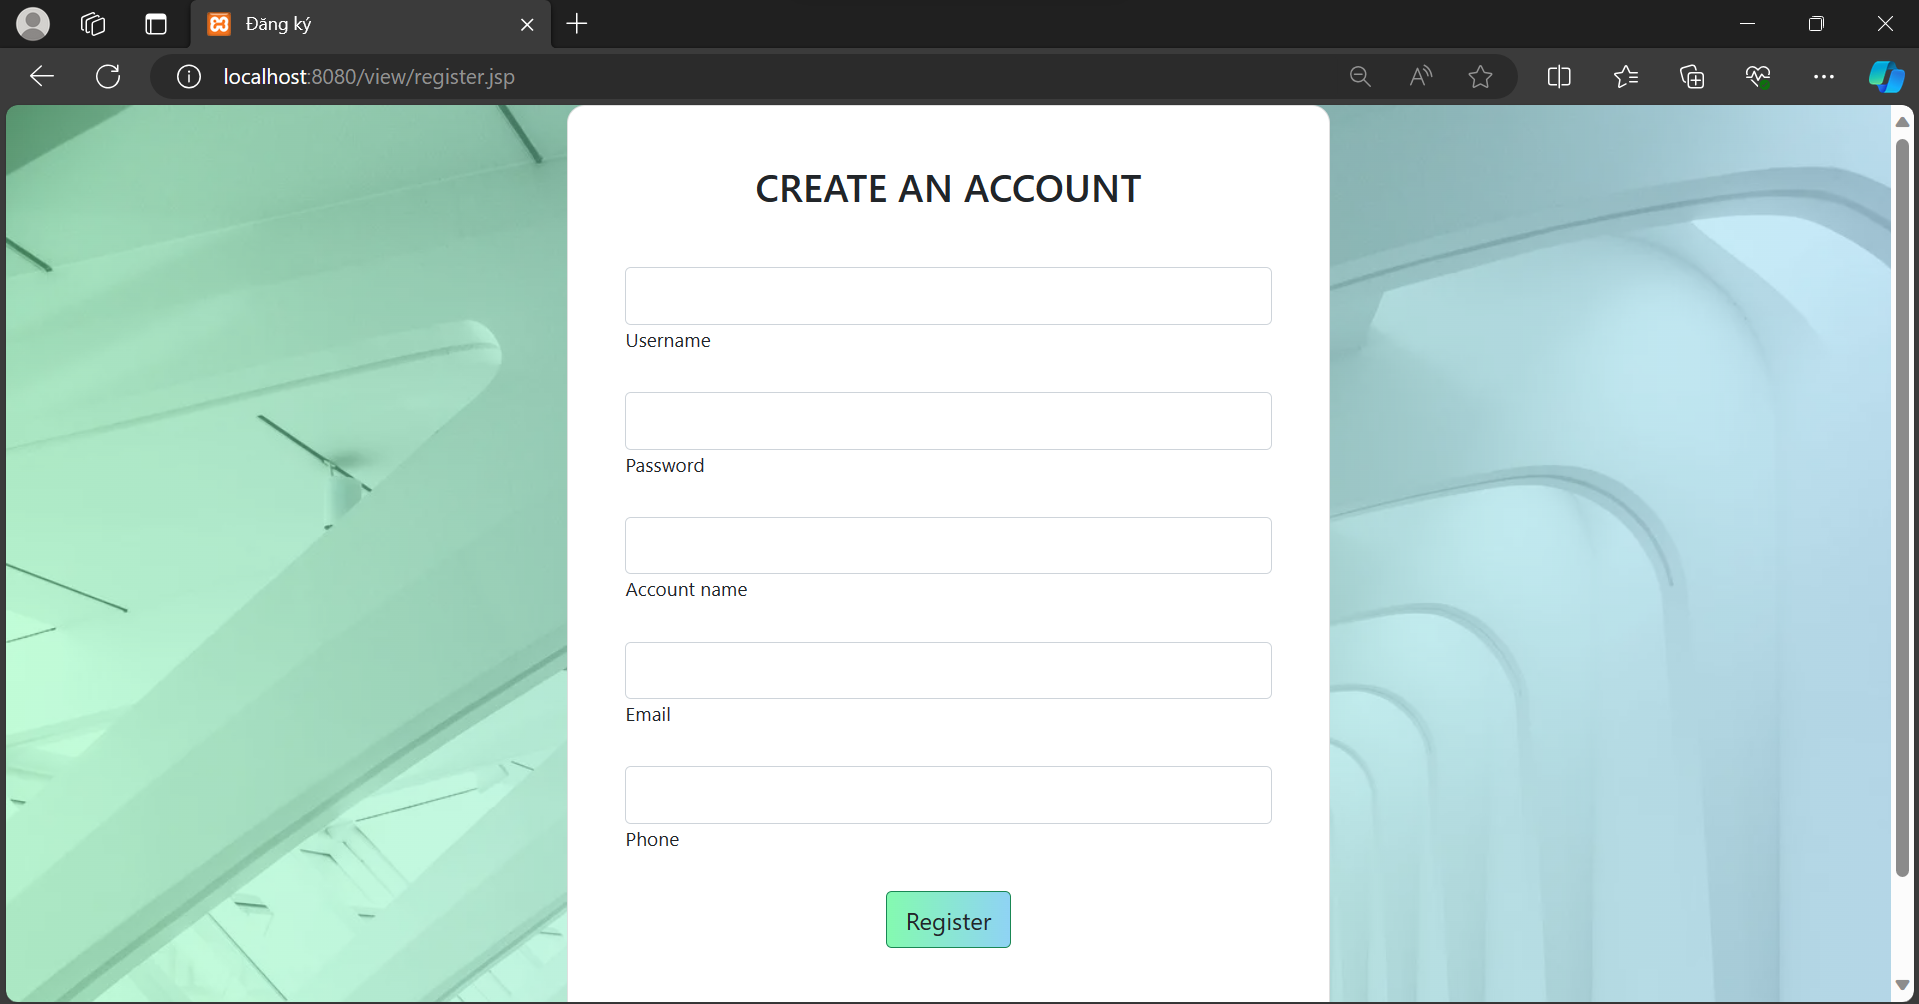 Đăng ký
localhost:8080/view/register.jsp
CREATE AN ACCOUNT
Username
Password
Account name
Email
Phone
Register